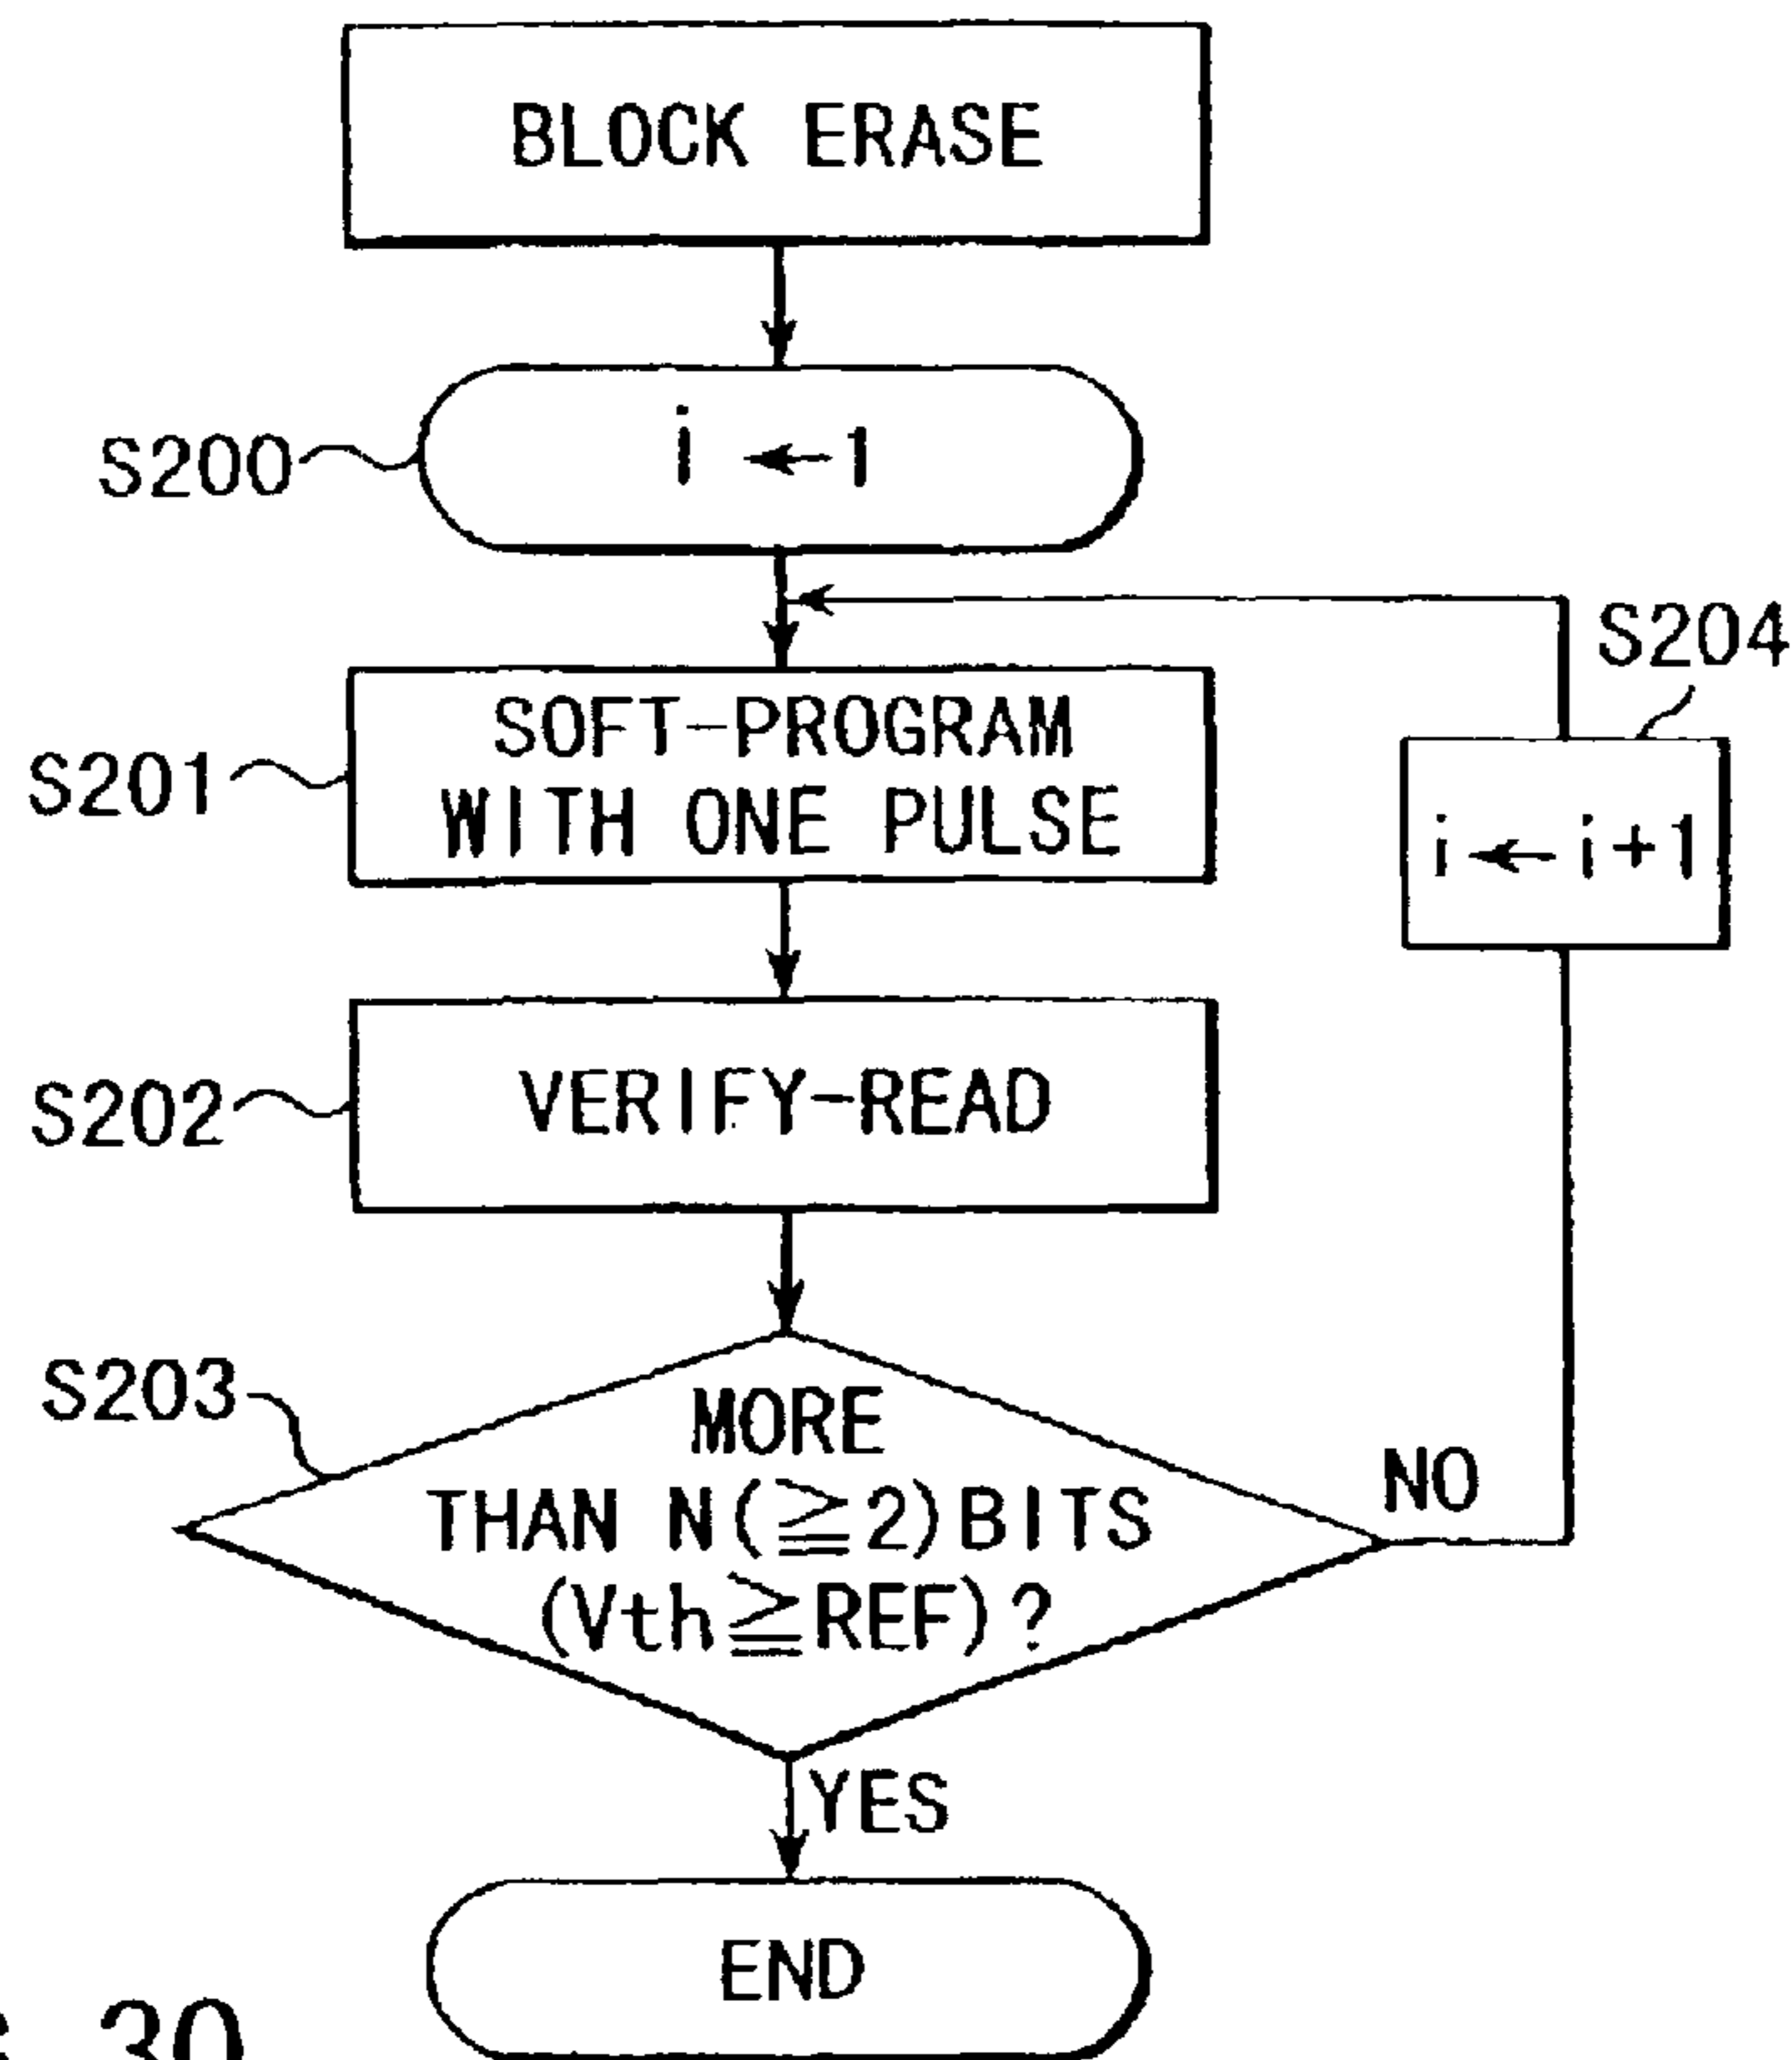 BLOCK ERASE
S200
i ← 1
S204
SOFT-PROGRAM
WITH ONE PULSE
S201
i ← i+1
VERIFY-READ
S202
S203
MORE
THAN N(≧2)BITS
(Vth≧REF)?
NO
YES
END
30